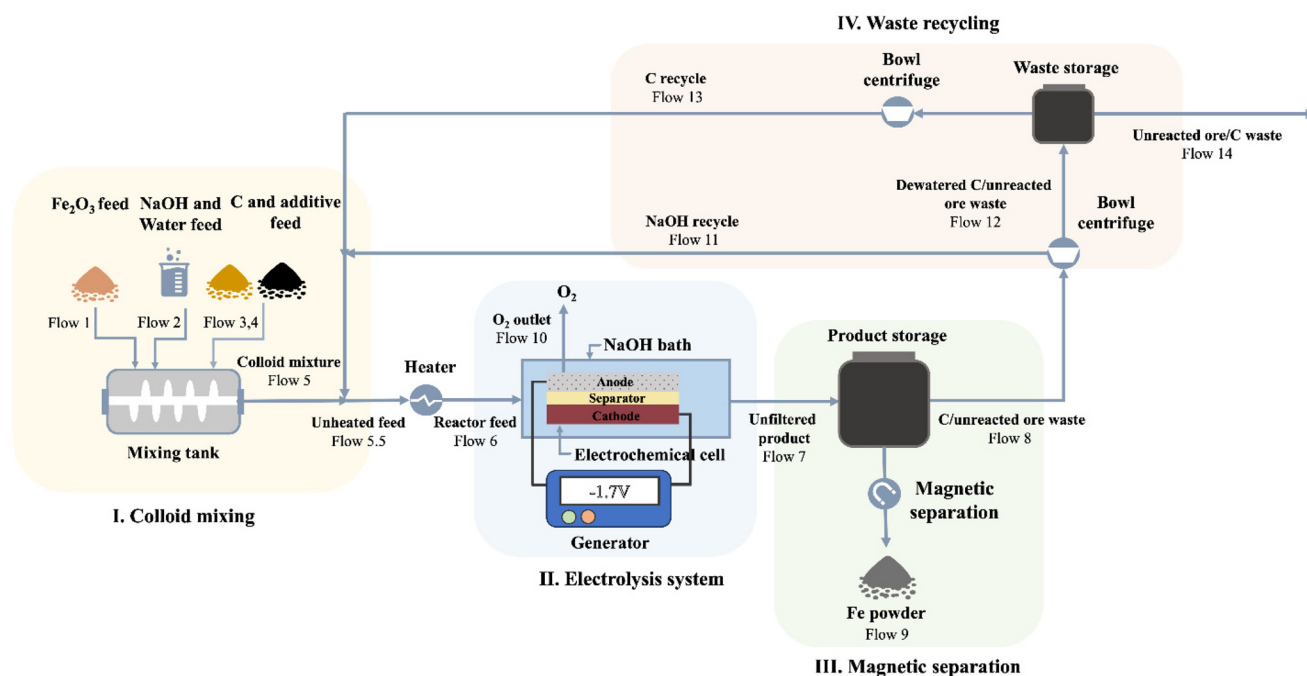 IV. Waste recycling
Bowl
centrifuge
Waste storage
C recycle
Flow 13
Unreacted ore/C waste
Flow 14
Dewatered C/unreacted
ore waste
Flow 12
Bowl
centrifuge
NaOH recycle
Flow 11
Fe₂O₃ feed
NaOH and
Water feed
C and additive
feed
Flow 1
Flow 2
Flow 3,4
Colloid mixture
Flow 5
Mixing tank
Unheated feed
Flow 5.5
I. Colloid mixing
Heater
Reactor feed
Flow 6
O₂
O₂ outlet
Flow 10
NaOH bath
Anode
Separator
Cathode
Electrochemical cell
-1.7V
Generator
II. Electrolysis system
Unfiltered
product
Flow 7
Product storage
C/unreacted ore waste
Flow 8
Magnetic
separation
Fe powder
Flow 9
III. Magnetic separation